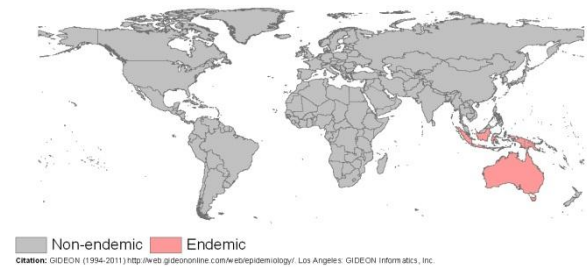 Non-endemic Endemic
Citation: GIDEON (1994-2011) http://web.gideononline.com/web/epidemiology/. Los Angeles: GIDEON Informatics, Inc.